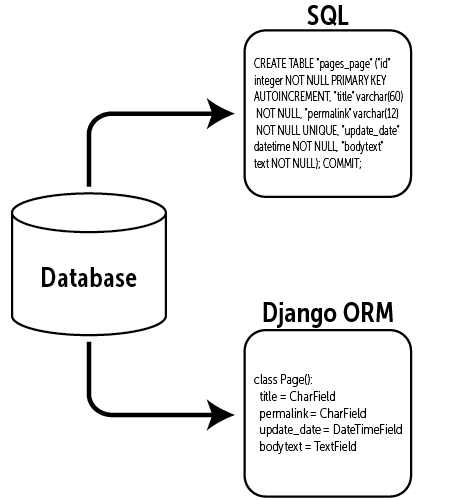 SQL
CREATE TABLE "pages_page" ("id"
integer NOT NULL PRIMARY KEY
AUTOINCREMENT, "title" varchar(60)
NOT NULL, "permalink" varchar(12)
NOT NULL UNIQUE, "update_date"
datetime NOT NULL, "bodytext"
text NOT NULL); COMMIT;
Database
Django ORM
class Page():
title = CharField
permalink = CharField
update_date = DateTimeField
bodytext = TextField